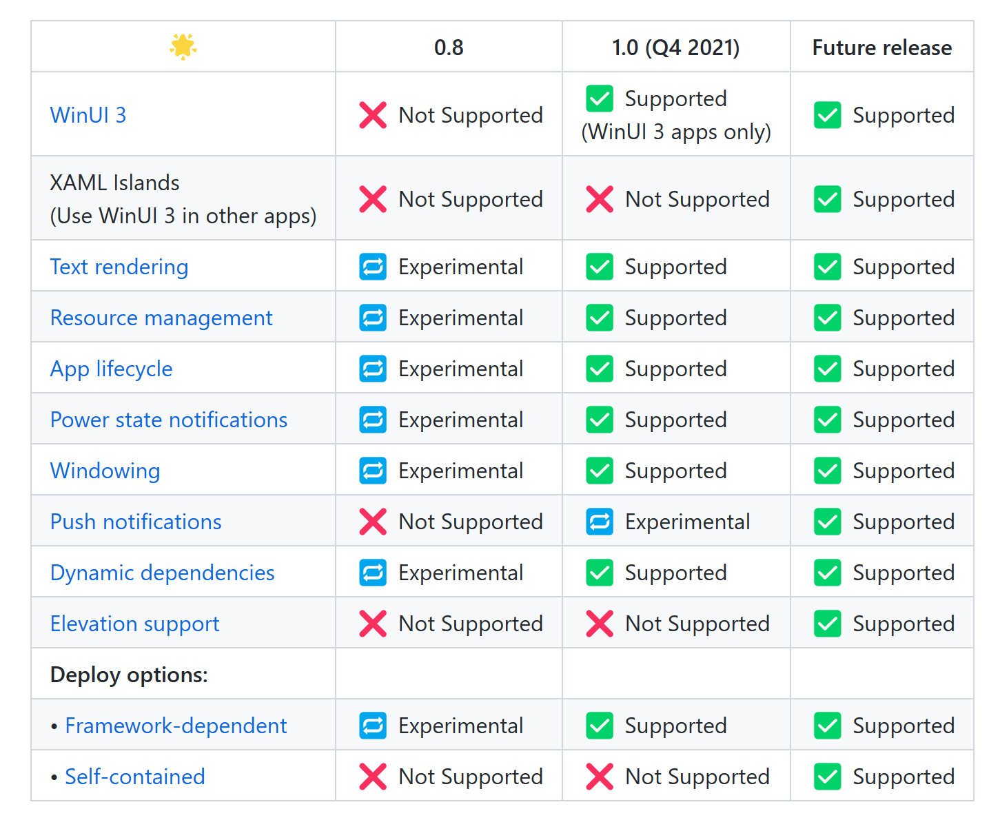 0.8 1.0 (Q4 2021) Future release
WinUI 3 Not Supported Supported Supported
(WinUI 3 apps only)
XAML Islands
(Use WinUI 3 in other apps) Not Supported Not Supported Supported
Text rendering Experimental Supported Supported
Resource management Experimental Supported Supported
App lifecycle Experimental Supported Supported
Power state notifications Experimental Supported Supported
Windowing Experimental Supported Supported
Push notifications Not Supported Experimental Supported
Dynamic dependencies Experimental Supported Supported
Elevation support Not Supported Not Supported Supported
Deploy options:
• Framework-dependent Experimental Supported Supported
• Self-contained Not Supported Not Supported Supported